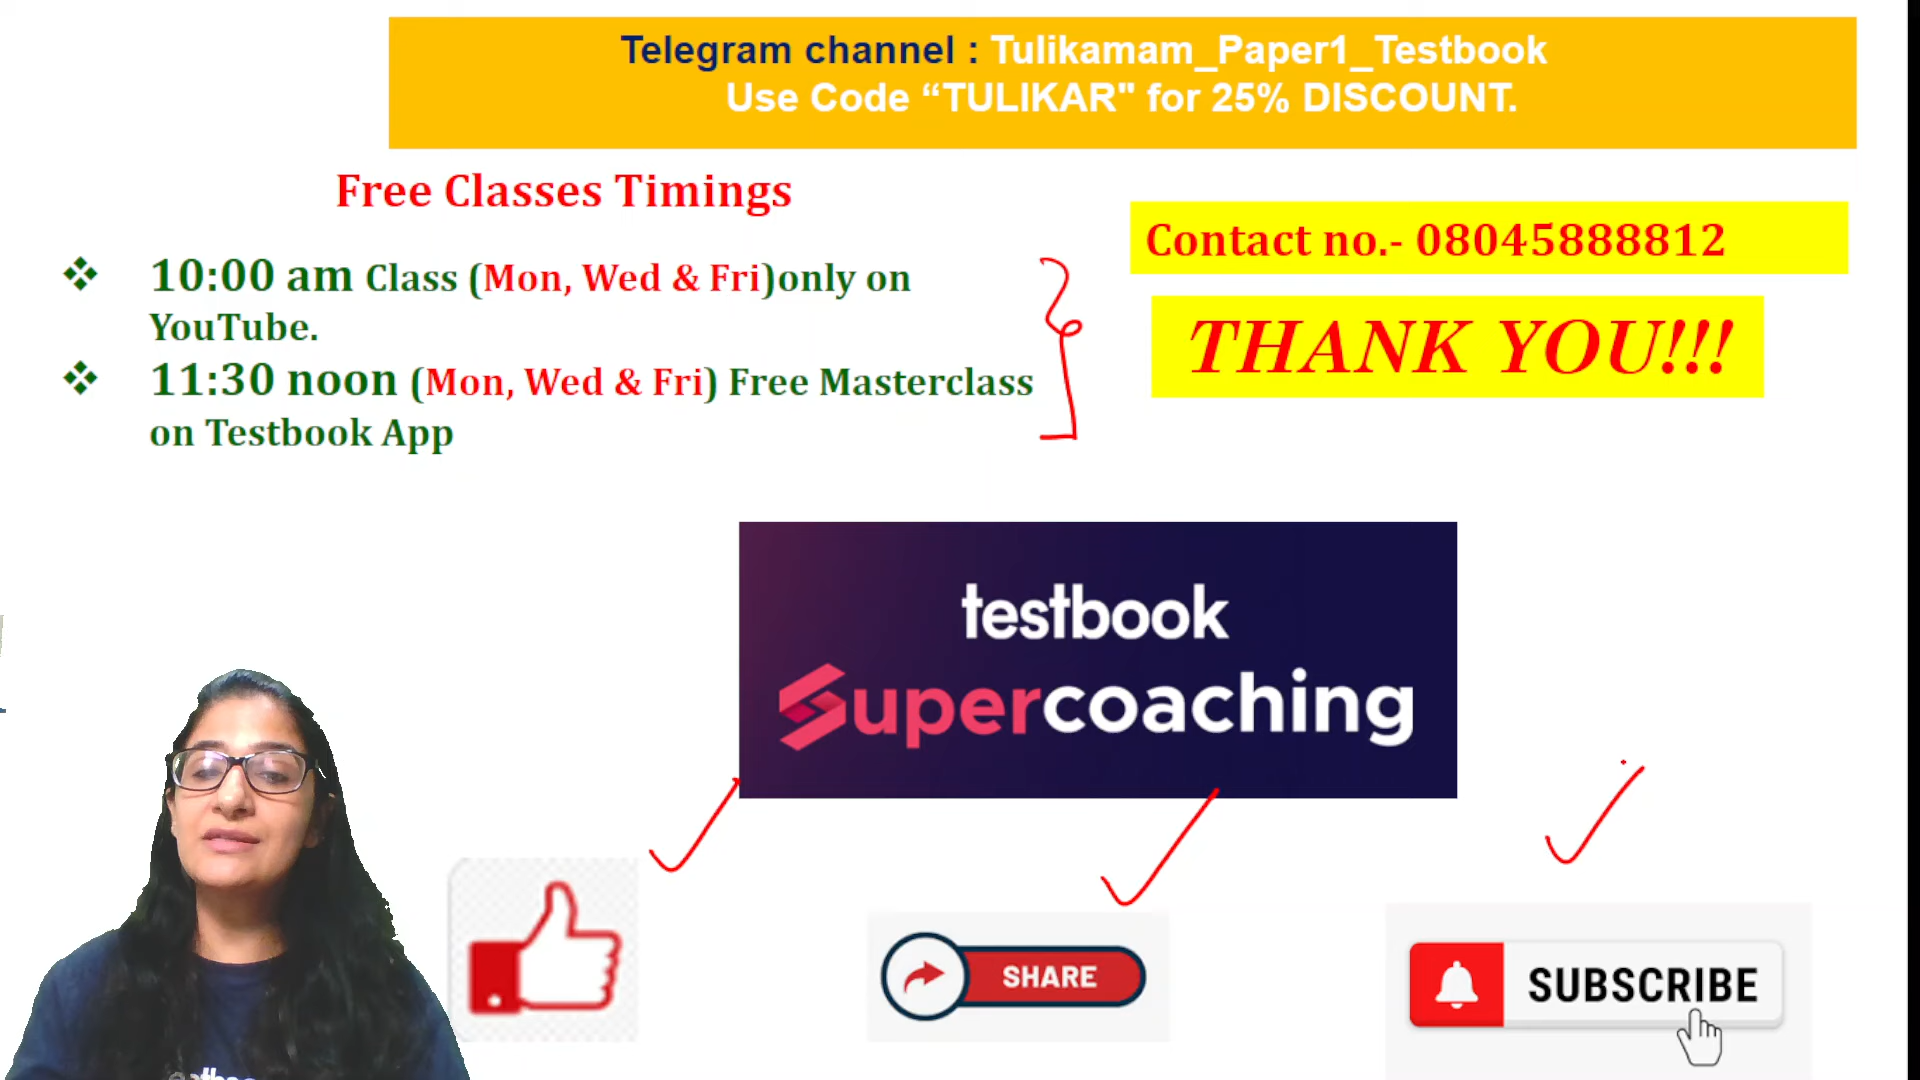 Telegram channel : Tulikamam_Paper1_Testbook
Use Code “TULIKAR" for 25% DISCOUNT.
Free Classes Timings
10:00 am Class (Mon, Wed & Fri)only on
YouTube.
11:30 noon (Mon, Wed & Fri) Free Masterclass
on Testbook App
Contact no.- 08045888812
THANK YOU!!!
testbook
Supercoaching
SHARE
SUBSCRIBE